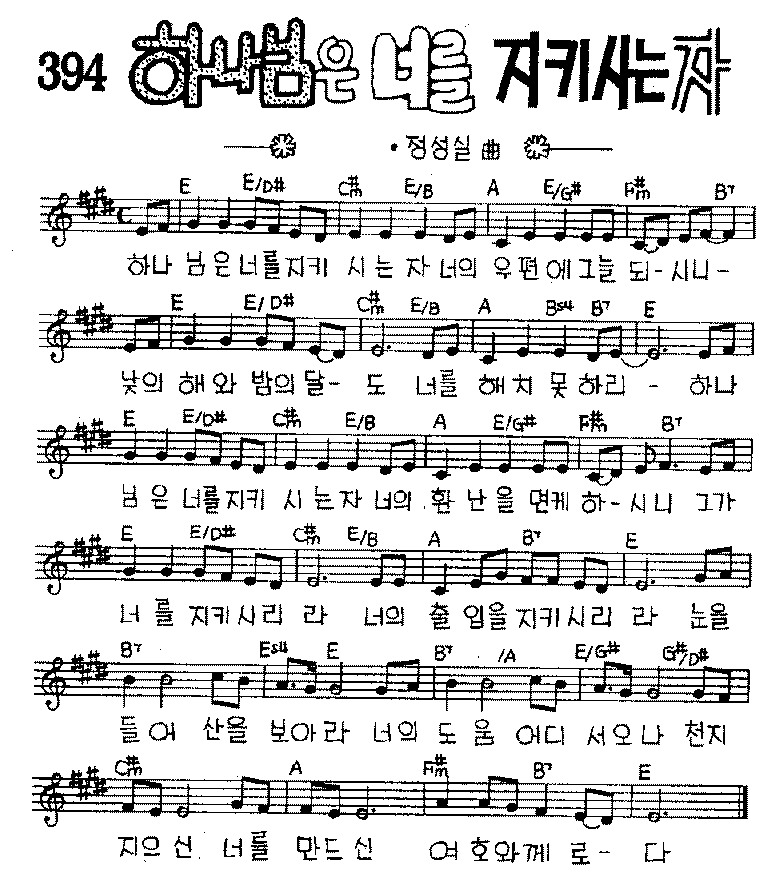 394 하나님은 너를 지키시는 자
· 정성실 曲
E E/D# C#m E/B A E/G# F#m B7
하나 님은너를지키 시는 자 너의 우편에그늘 되-시니-
E E/D# C#m E/B A Bs4 B7 E
낮의 해와 밤의달- 도 너를 해치 못하리 - 하나
E E/D# C#m E/B A E/G# F#m B7
님은 너를지키 시는자 너의 환난을 면케 하-시니 그가
E E/D# C#m E/B A B7 E
너를 지키시리 라 너의 출입을지키시리 라 눈을
B7 Es4 E B7 /A E/G# G#/D#
들어 산을 보아라 너의 도움 어디 서오나 천지
C#m A F#m B7 E
지으신 너를 만드신 여호와께 로- 다